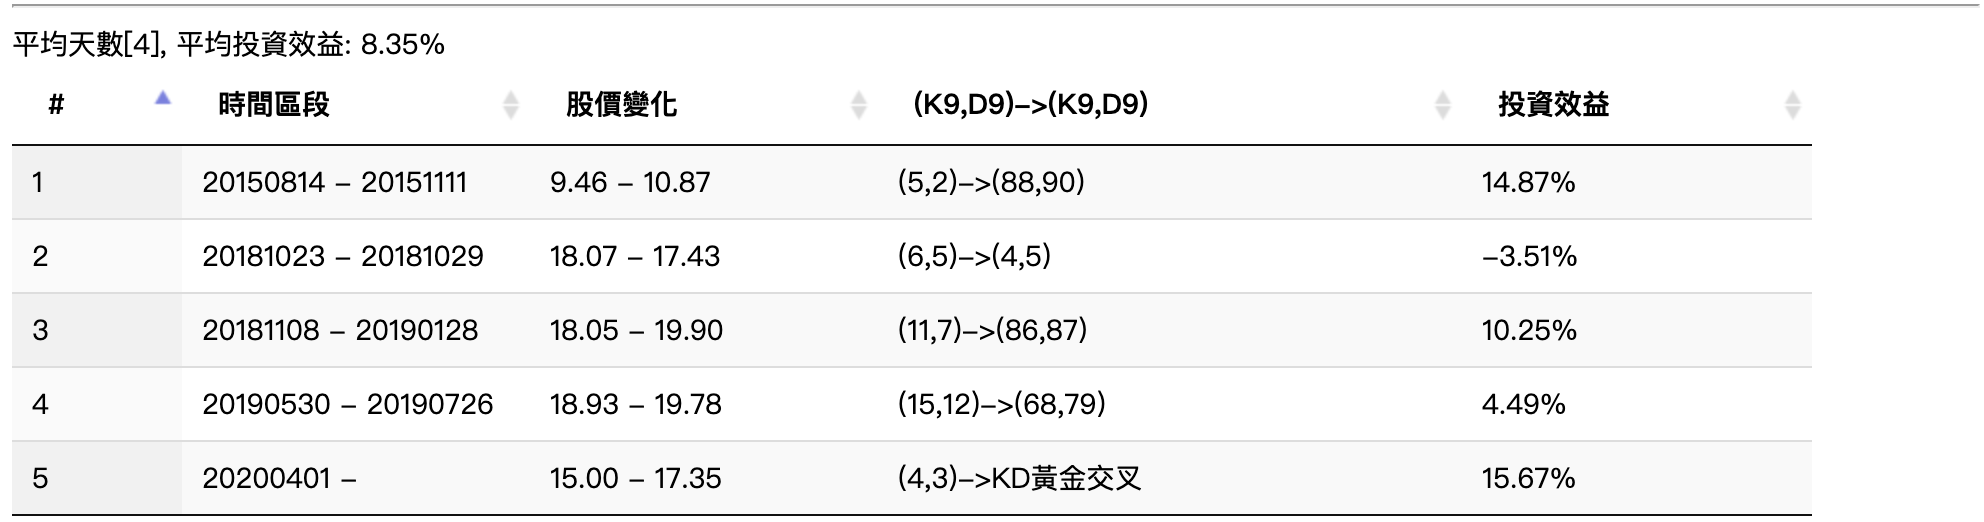 平均天數[4], 平均投資效益: 8.35%
# 時間區段 股價變化 (K9,D9)–>(K9,D9) 投資效益
1 20150814 – 20151111 9.46 – 10.87 (5,2)–>(88,90) 14.87%
2 20181023 – 20181029 18.07 – 17.43 (6,5)–>(4,5) –3.51%
3 20181108 – 20190128 18.05 – 19.90 (11,7)–>(86,87) 10.25%
4 20190530 – 20190726 18.93 – 19.78 (15,12)–>(68,79) 4.49%
5 20200401 – 15.00 – 17.35 (4,3)–>KD黃金交叉 15.67%